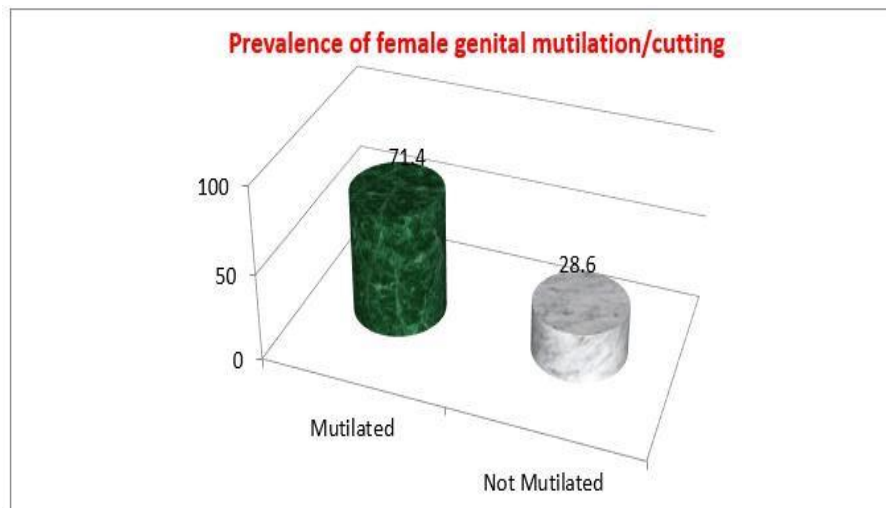 Prevalence of female genital mutilation/cutting
71.4
100
28.6
50
0
Mutilated
Not Mutilated